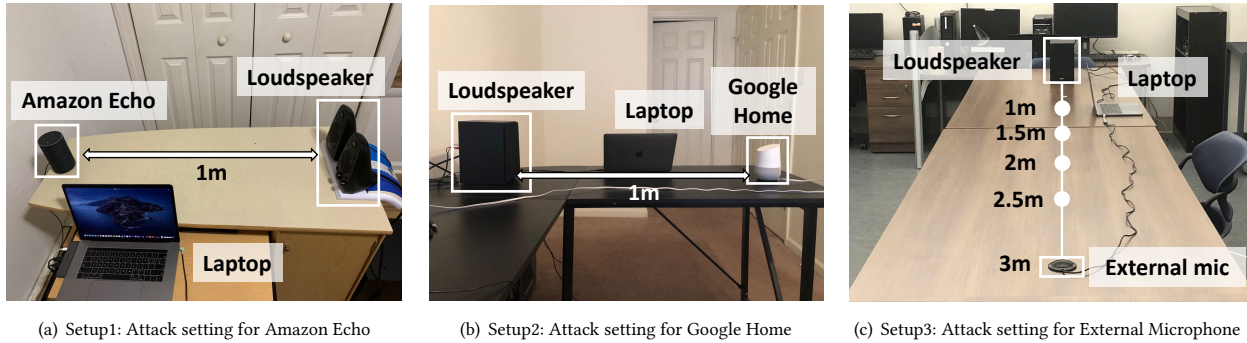 Amazon Echo
Loudspeaker
1m
Laptop
(a) Setup1: Attack setting for Amazon Echo
Loudspeaker
Laptop
Google
Home
1m
(b) Setup2: Attack setting for Google Home
Loudspeaker
Laptop
1m
1.5m
2m
2.5m
3m
External mic
(c) Setup3: Attack setting for External Microphone